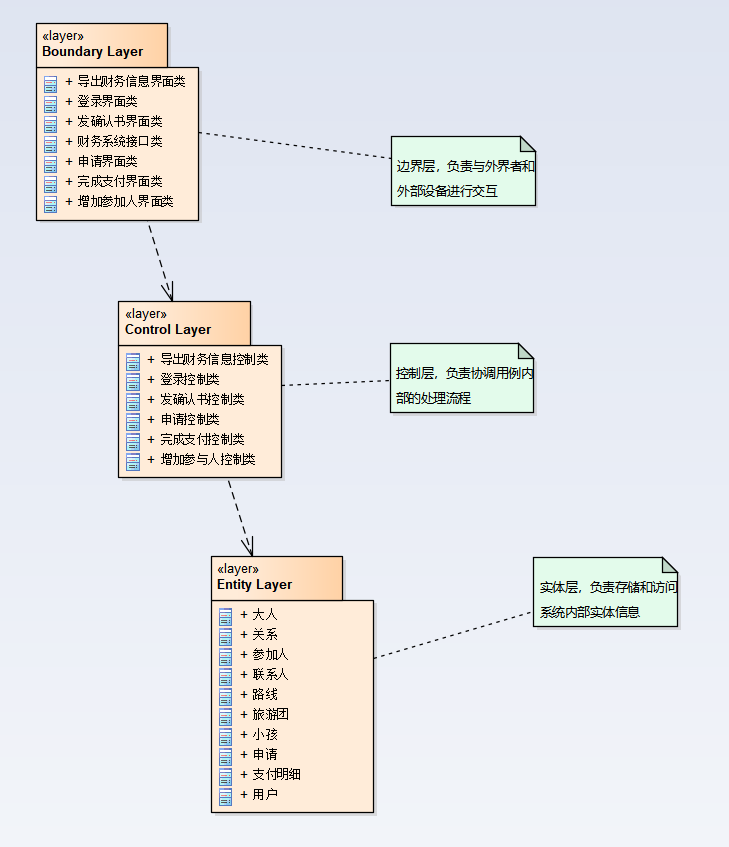 «layer»
Boundary Layer
+ 导出财务信息界面类
+ 登录界面类
+ 发确认书界面类
+ 财务系统接口类
+ 申请界面类
+ 完成支付界面类
+ 增加参加人界面类
边界层，负责与外界者和
外部设备进行交互
«layer»
Control Layer
+ 导出财务信息控制类
+ 登录控制类
+ 发确认书控制类
+ 申请控制类
+ 完成支付控制类
+ 增加参与人控制类
控制层，负责协调用例内
部的处理流程
«layer»
Entity Layer
+ 大人
+ 关系
+ 参加人
+ 联系人
+ 路线
+ 旅游团
+ 小孩
+ 申请
+ 支付明细
+ 用户
实体层，负责存储和访问
系统内部实体信息